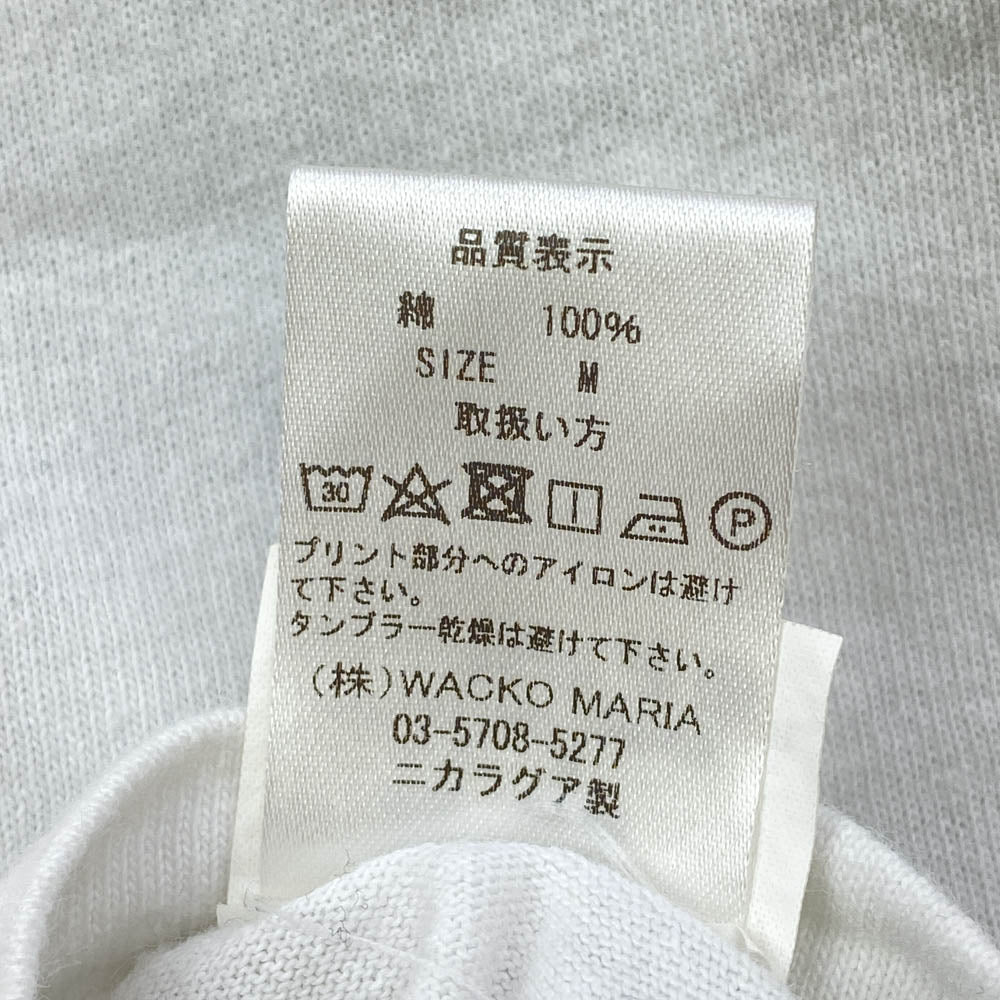 品質表示
綿 100%
SIZE M
取扱い方
30 P
プリント部分へのアイロンは避け
て下さい。
タンブラー乾燥は避けて下さい。
(株)WACKO MARIA
03-5708-5277
ニカラグア製